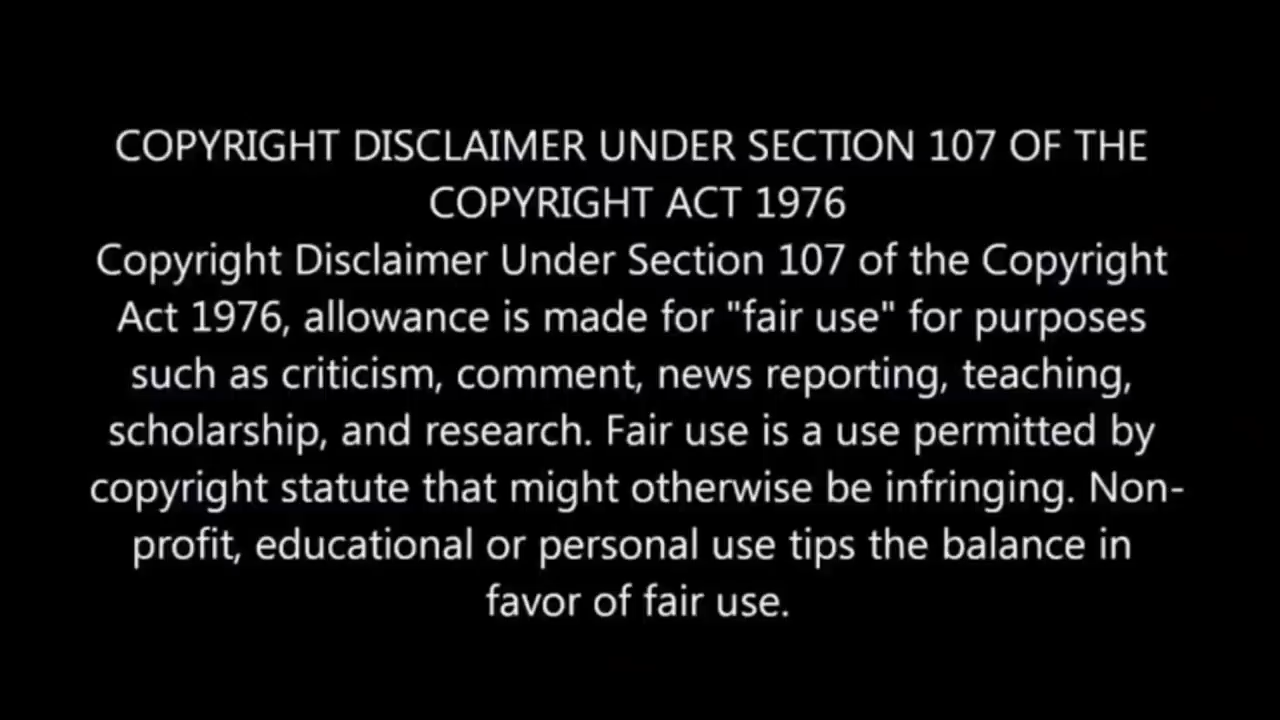 COPYRIGHT DISCLAIMER UNDER SECTION 107 OF THE
COPYRIGHT ACT 1976
Copyright Disclaimer Under Section 107 of the Copyright
Act 1976, allowance is made for "fair use" for purposes
such as criticism, comment, news reporting, teaching,
scholarship, and research. Fair use is a use permitted by
copyright statute that might otherwise be infringing. Non-
profit, educational or personal use tips the balance in
favor of fair use.